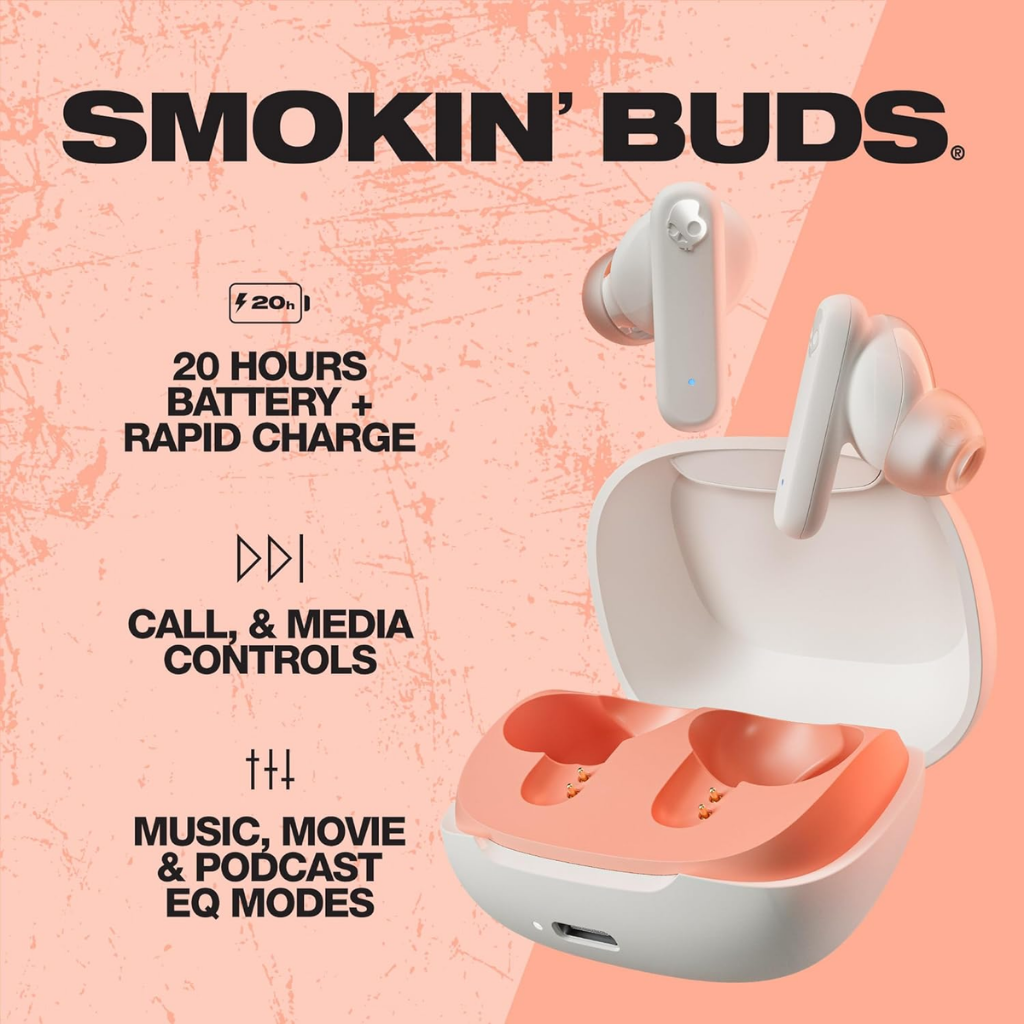 SMOKIN' BUDS®
20h
20 HOURS
BATTERY +
RAPID CHARGE
CALL, & MEDIA
CONTROLS
MUSIC, MOVIE
& PODCAST
EQ MODES